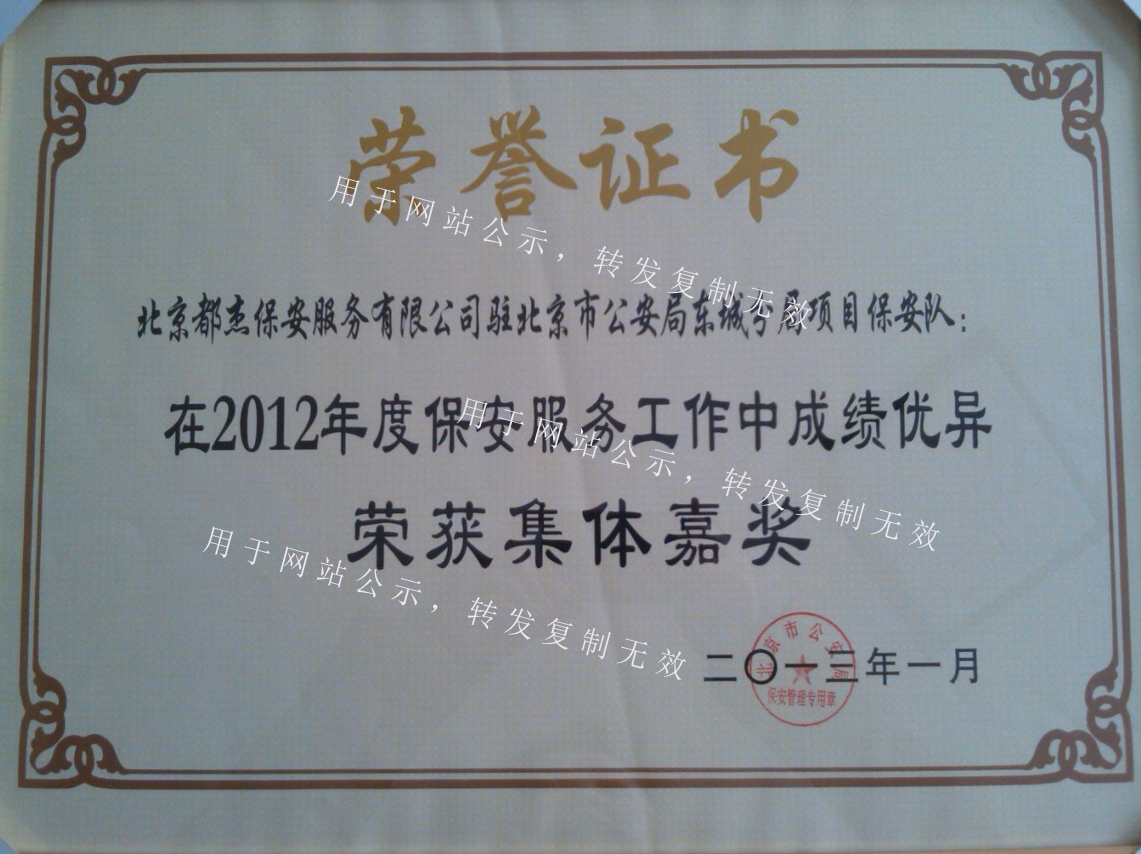 荣誉证书
用于网站公示，转发复制无效
北京都杰保安服务有限公司驻北京市公安局东城分局项目保安队：
在2012年度保安服务工作中成绩优异
用于网站公示，转发复制无效
荣获集体嘉奖
用于网站公示，转发复制无效
北京市公安局
二〇一三年一月
保安管理专用章